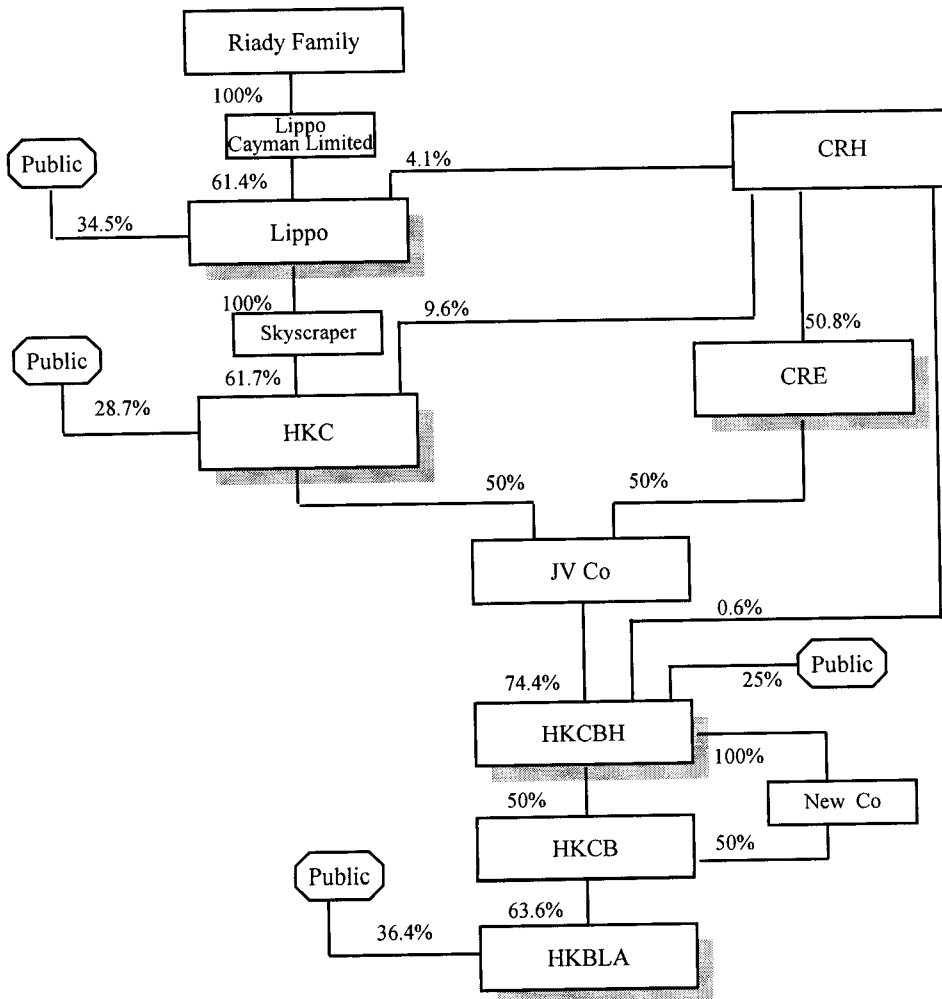 Riady Family
100%
Lippo
Cayman Limited
CRH
Public
4.1%
61.4%
34.5%
Lippo
100%
9.6%
Skyscraper
50.8%
Public
61.7%
CRE
28.7%
HKC
50%
50%
JV Co
0.6%
Public
74.4%
25%
HKCBH
100%
50%
New Co
HKCB
50%
Public
63.6%
36.4%
HKBLA